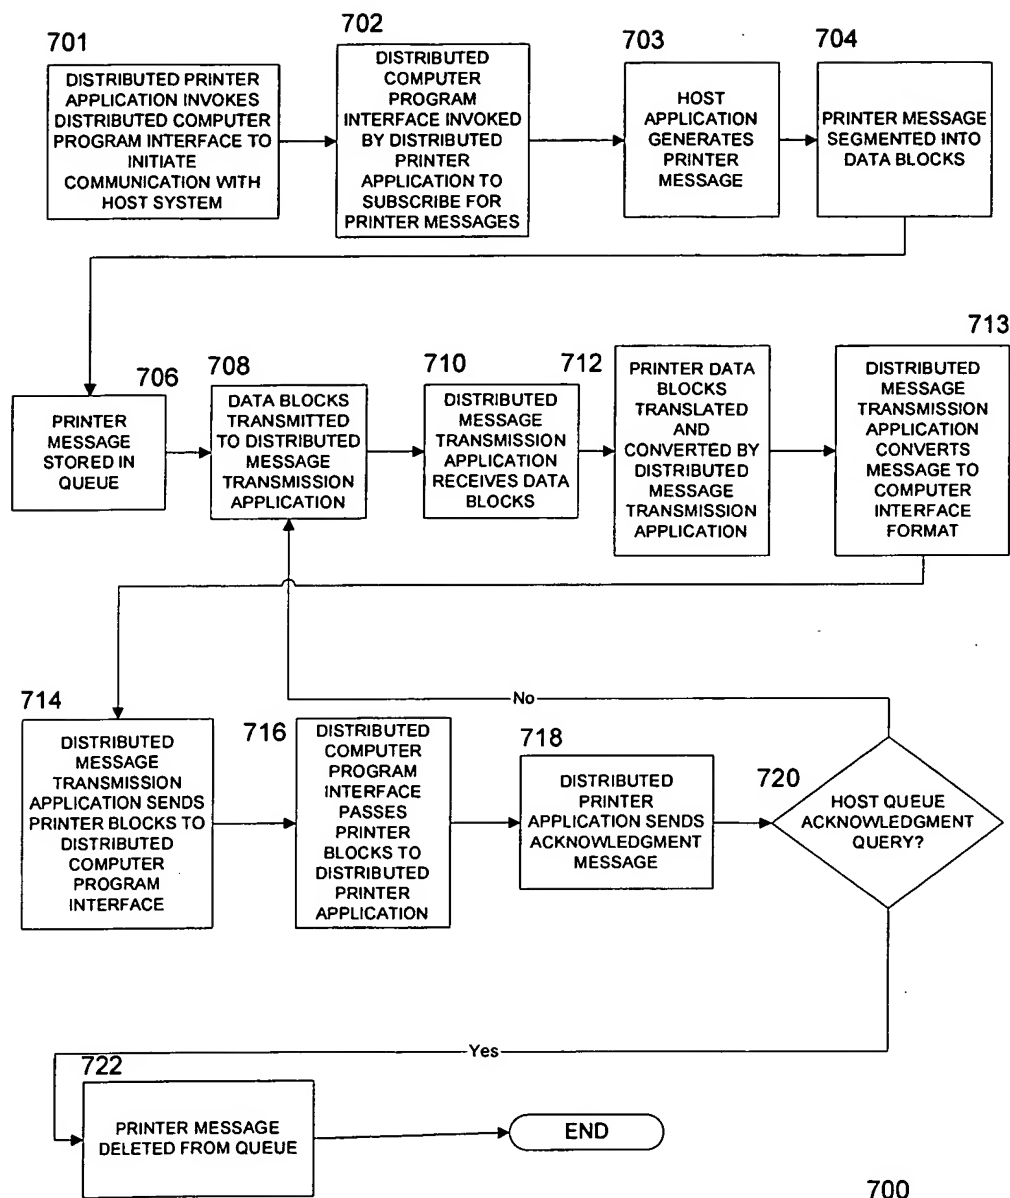 701
DISTRIBUTED PRINTER
APPLICATION INVOKES
DISTRIBUTED COMPUTER
PROGRAM INTERFACE TO
INITIATE
COMMUNICATION WITH
HOST SYSTEM
702
DISTRIBUTED
COMPUTER
PROGRAM
INTERFACE INVOKED
BY DISTRIBUTED
PRINTER
APPLICATION TO
SUBSCRIBE FOR
PRINTER MESSAGES
703
HOST
APPLICATION
GENERATES
PRINTER
MESSAGE
704
PRINTER MESSAGE
SEGMENTED INTO
DATA BLOCKS
706
PRINTER
MESSAGE
STORED IN
QUEUE
708
DATA BLOCKS
TRANSMITTED
TO DISTRIBUTED
MESSAGE
TRANSMISSION
APPLICATION
710
DISTRIBUTED
MESSAGE
TRANSMISSION
APPLICATION
RECEIVES DATA
BLOCKS
712
PRINTER DATA
BLOCKS
TRANSLATED
AND
CONVERTED BY
DISTRIBUTED
MESSAGE
TRANSMISSION
APPLICATION
713
DISTRIBUTED
MESSAGE
TRANSMISSION
APPLICATION
CONVERTS
MESSAGE TO
COMPUTER
INTERFACE
FORMAT
714
DISTRIBUTED
MESSAGE
TRANSMISSION
APPLICATION SENDS
PRINTER BLOCKS TO
DISTRIBUTED
COMPUTER
PROGRAM
INTERFACE
716
DISTRIBUTED
COMPUTER
PROGRAM
INTERFACE
PASSES
PRINTER
BLOCKS TO
DISTRIBUTED
PRINTER
APPLICATION
718
DISTRIBUTED
PRINTER
APPLICATION SENDS
ACKNOWLEDGMENT
MESSAGE
720
HOST QUEUE
ACKNOWLEDGMENT
QUERY?
No
Yes
722
PRINTER MESSAGE
DELETED FROM QUEUE
END
700